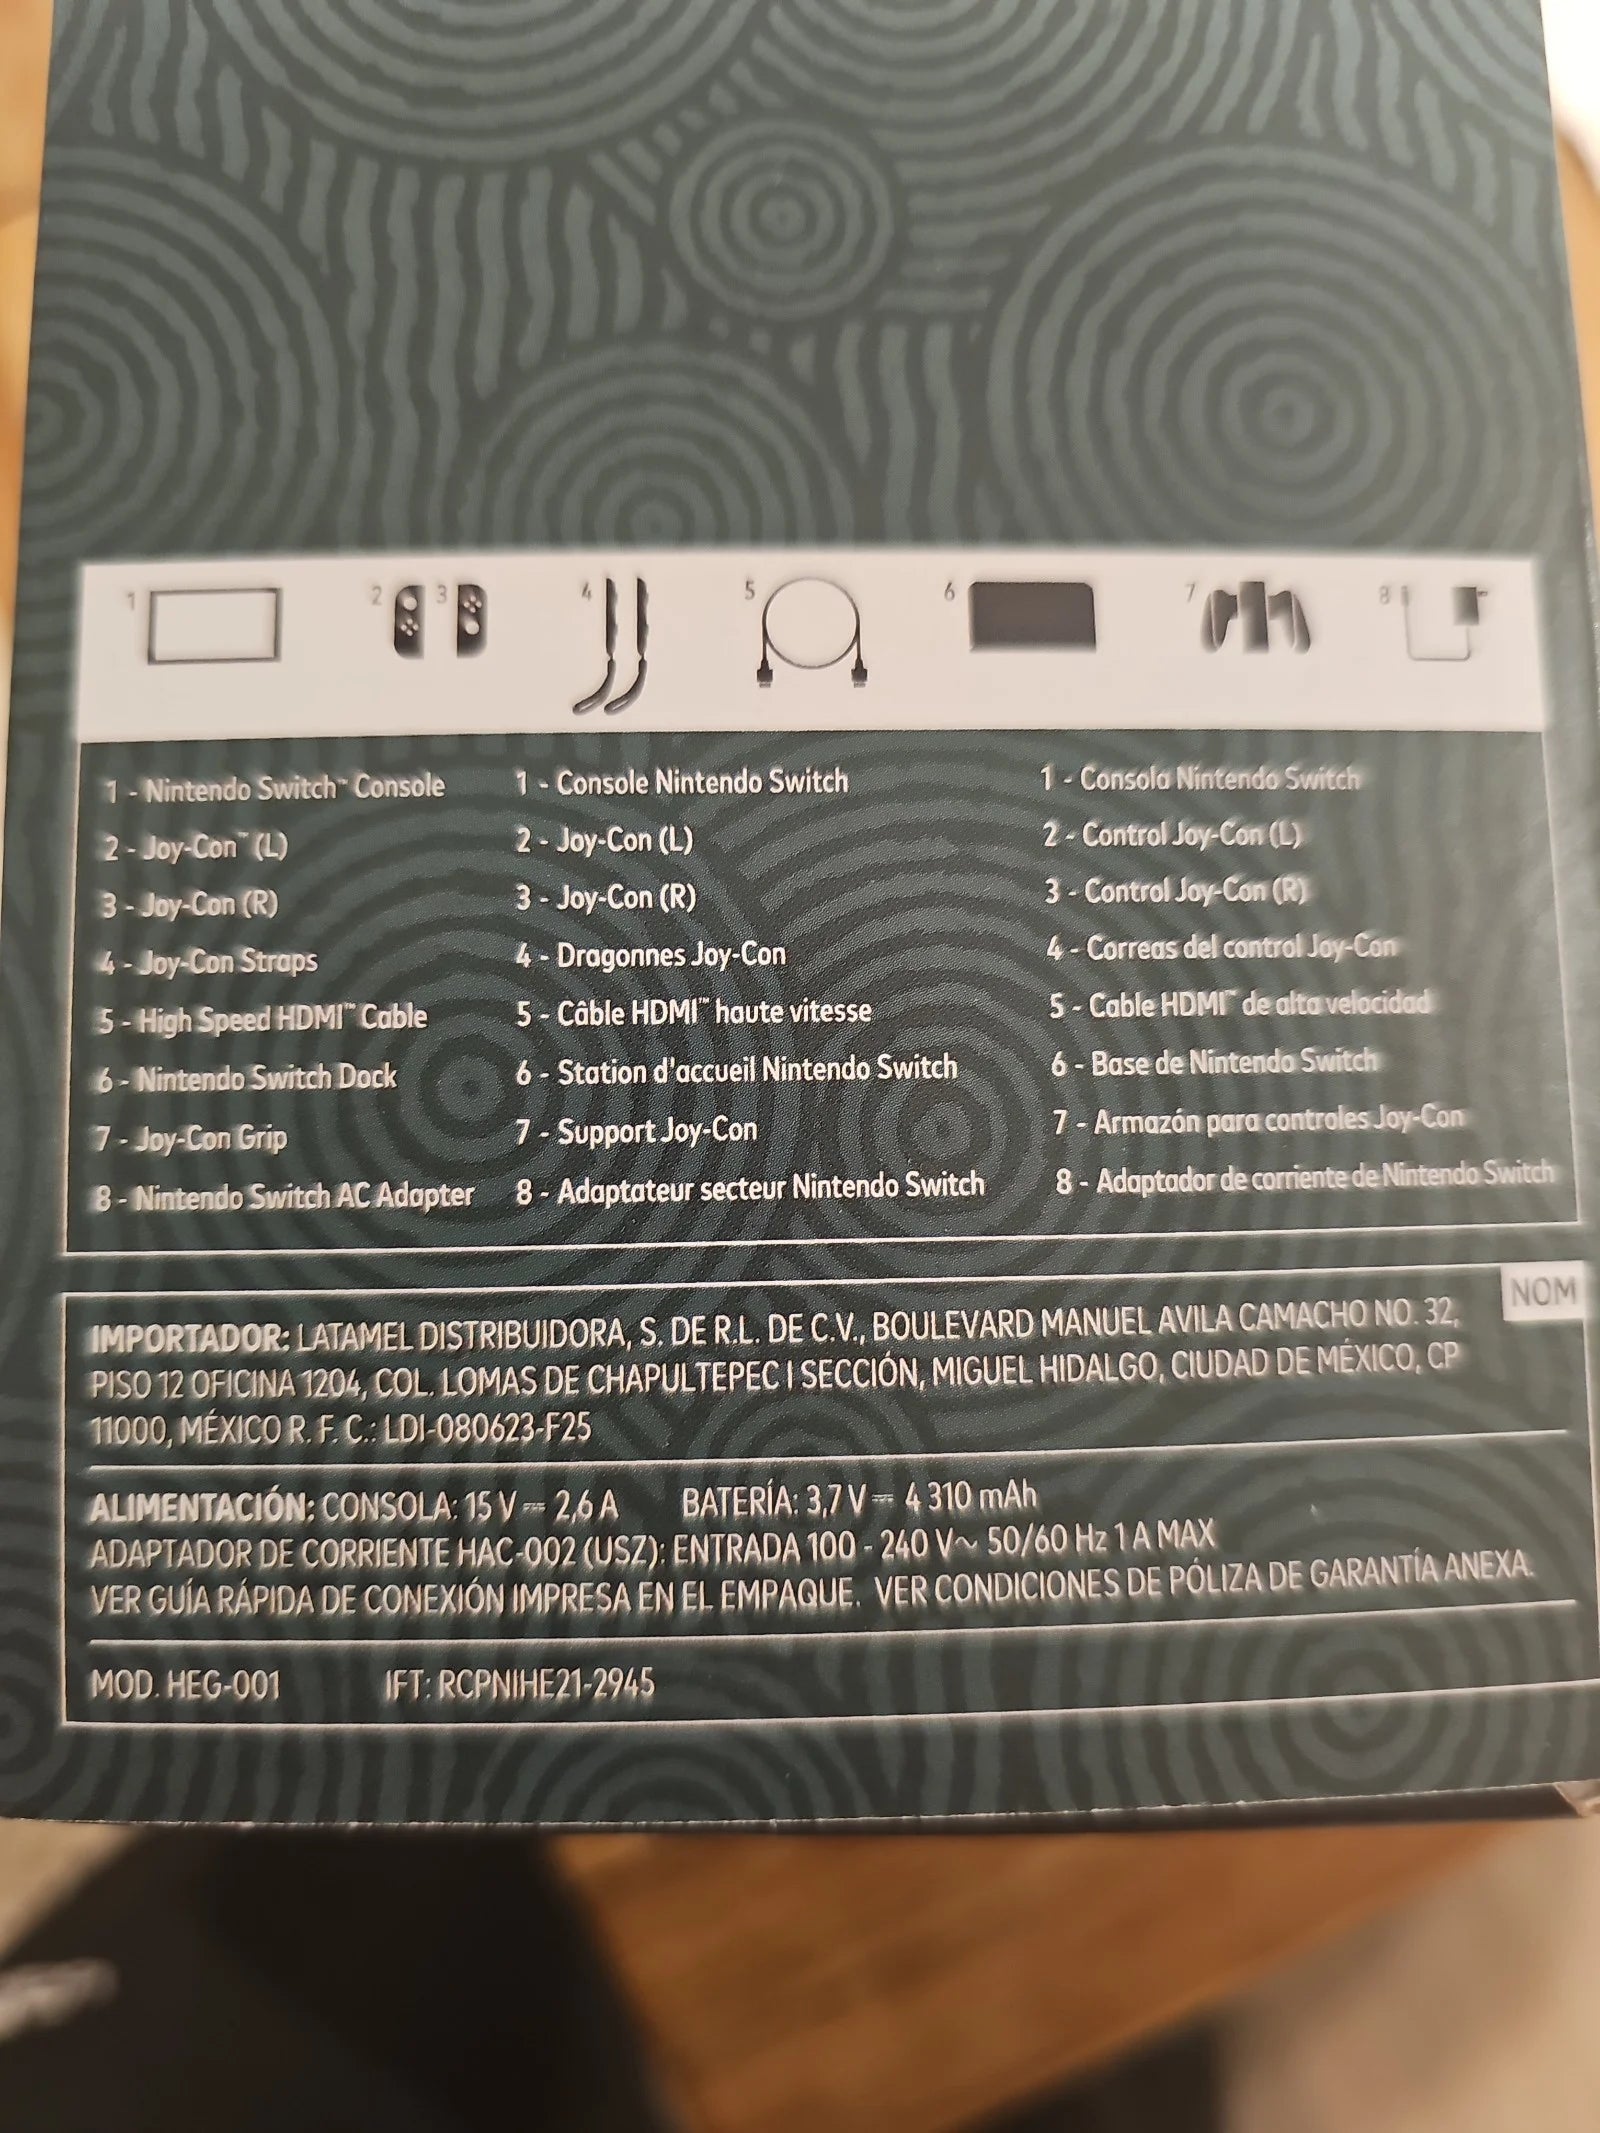 1 2 3 4 5 6 7 8
1 - Nintendo Switch™ Console
2 - Joy-Con™ (L)
3 - Joy-Con (R)
4 - Joy-Con Straps
5 - High Speed HDMI™ Cable
6 - Nintendo Switch Dock
7 - Joy-Con Grip
8 - Nintendo Switch AC Adapter
1 - Console Nintendo Switch
2 - Joy-Con (L)
3 - Joy-Con (R)
4 - Dragonnes Joy-Con
5 - Câble HDMI™ haute vitesse
6 - Station d'accueil Nintendo Switch
7 - Support Joy-Con
8 - Adaptateur secteur Nintendo Switch
1 - Consola Nintendo Switch
2 - Control Joy-Con (L)
3 - Control Joy-Con (R)
4 - Correas del control Joy-Con
5 - Cable HDMI™ de alta velocidad
6 - Base de Nintendo Switch
7 - Armazón para controles Joy-Con
8 - Adaptador de corriente de Nintendo Switch
NOM
IMPORTADOR: LATAMEL DISTRIBUIDORA, S. DE R.L. DE C.V., BOULEVARD MANUEL AVILA CAMACHO NO. 32,
PISO 12 OFICINA 1204, COL. LOMAS DE CHAPULTEPEC I SECCIÓN, MIGUEL HIDALGO, CIUDAD DE MÉXICO, CP
11000, MÉXICO R. F. C.: LDI-080623-F25
ALIMENTACIÓN: CONSOLA: 15 V ⎓ 2,6 A BATERÍA: 3,7 V ⎓ 4 310 mAh
ADAPTADOR DE CORRIENTE HAC-002 (USZ): ENTRADA 100 - 240 V~ 50/60 Hz 1 A MAX
VER GUÍA RÁPIDA DE CONEXIÓN IMPRESA EN EL EMPAQUE. VER CONDICIONES DE PÓLIZA DE GARANTÍA ANEXA.
MOD. HEG-001 IFT: RCPNIHE21-2945